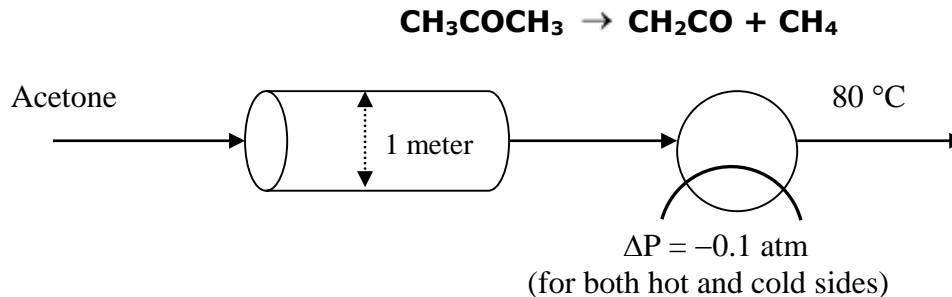 CH₃COCH₃ → CH₂CO + CH₄
Acetone
80 °C
1 meter
ΔP = −0.1 atm
(for both hot and cold sides)